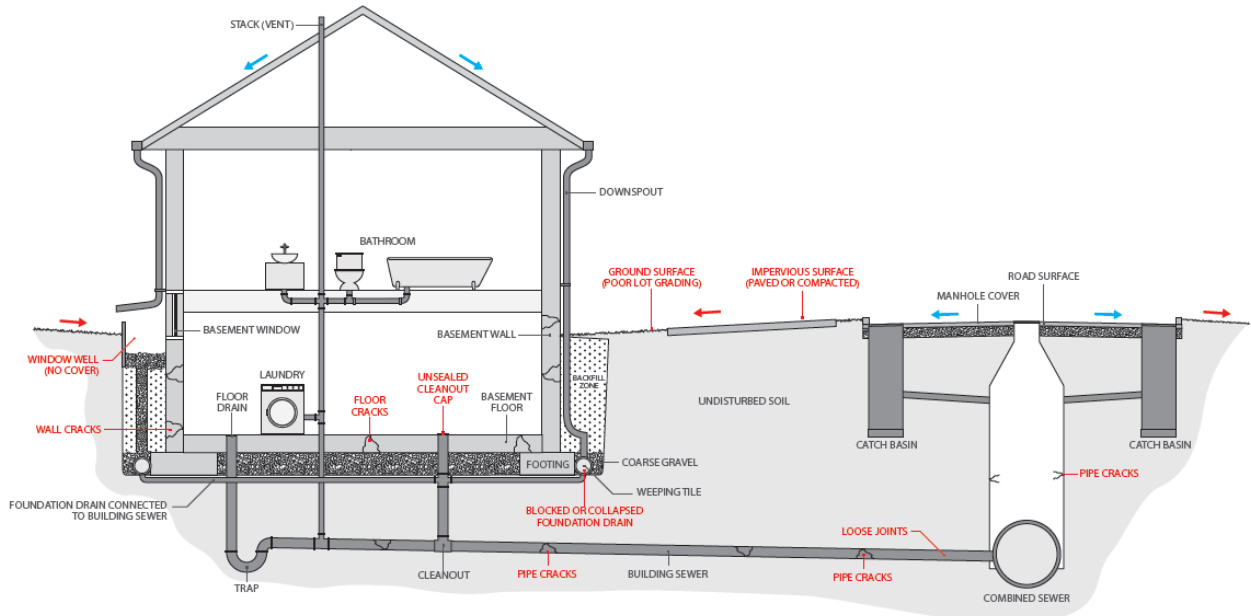 STACK (VENT)
DOWNSPOUT
BATHROOM
GROUND SURFACE
(POOR LOT GRADING)
IMPERVIOUS SURFACE
(PAVED OR COMPACTED)
ROAD SURFACE
MANHOLE COVER
BASEMENT WINDOW
BASEMENT WALL
WINDOW WELL
(NO COVER)
LAUNDRY
UNSEALED
CLEANOUT
CAP
BACKFILL
ZONE
FLOOR
DRAIN
FLOOR
CRACKS
BASEMENT
FLOOR
UNDISTURBED SOIL
WALL CRACKS
CATCH BASIN
CATCH BASIN
FOOTING
COARSE GRAVEL
PIPE CRACKS
WEEPING TILE
FOUNDATION DRAIN CONNECTED
TO BUILDING SEWER
BLOCKED OR COLLAPSED
FOUNDATION DRAIN
LOOSE JOINTS
TRAP
CLEANOUT
PIPE CRACKS
BUILDING SEWER
PIPE CRACKS
COMBINED SEWER